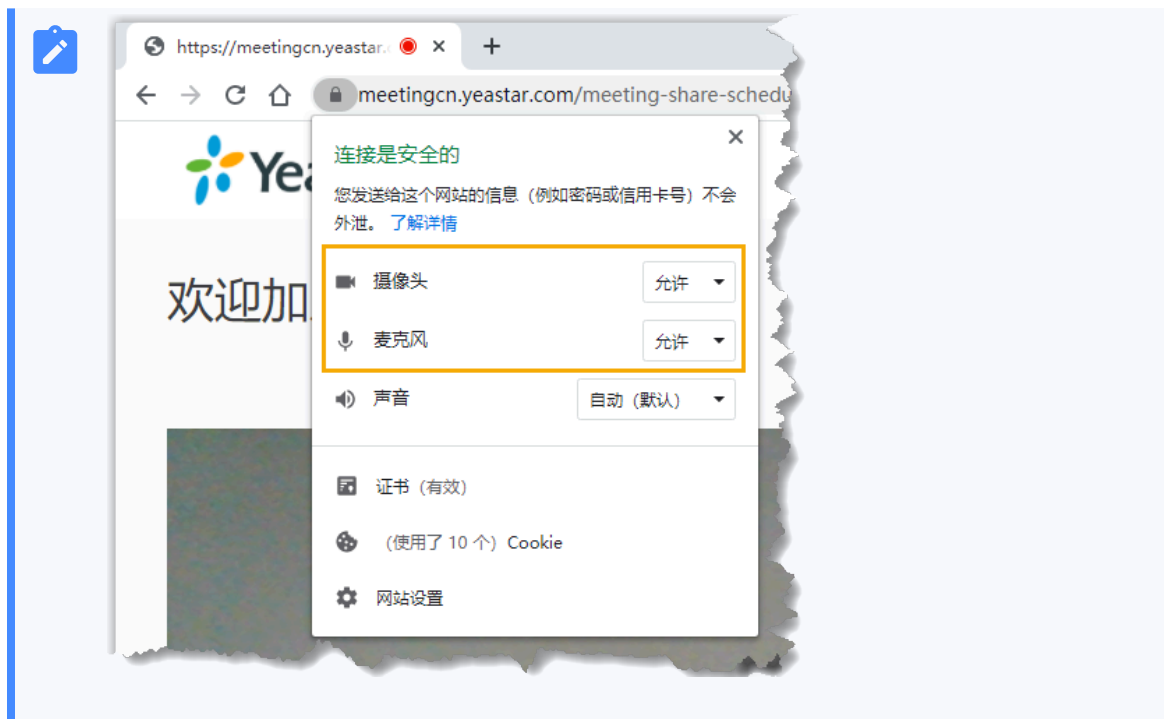 https://meetingcn.yeastar.
meetingcn.yeastar.com/meeting-share-schedu
Yea
连接是安全的
您发送给这个网站的信息（例如密码或信用卡号）不会
外泄。 了解详情
欢迎加
摄像头 允许
麦克风 允许
声音 自动（默认）
证书（有效）
（使用了 10 个）Cookie
网站设置